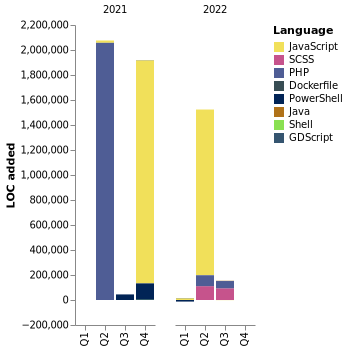 2021
2022
LOC added
2,200,000
2,000,000
1,800,000
1,600,000
1,400,000
1,200,000
1,000,000
800,000
600,000
400,000
200,000
0
−200,000
Q1
Q2
Q3
Q4
Q1
Q2
Q3
Q4
Language
JavaScript
SCSS
PHP
Dockerfile
PowerShell
Java
Shell
GDScript